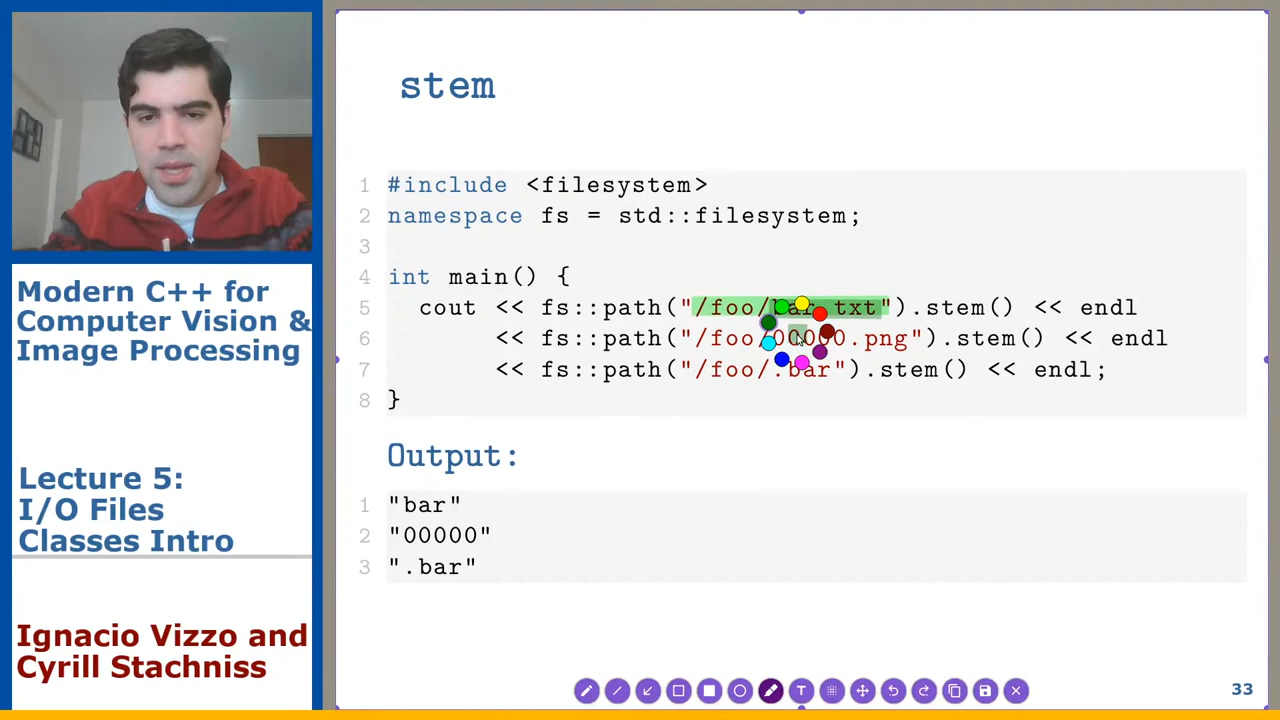 Modern C++ for
Computer Vision &
Image Processing
Lecture 5:
I/O Files
Classes Intro
Ignacio Vizzo and
Cyrill Stachniss
stem
1 #include <filesystem>
2 namespace fs = std::filesystem;
3
4 int main() {
5 cout << fs::path("/foo/bar.txt").stem() << endl
6 << fs::path("/foo/00000.png").stem() << endl
7 << fs::path("/foo/.bar").stem() << endl;
8 }
Output:
1 "bar"
2 "00000"
3 ".bar"
T
33